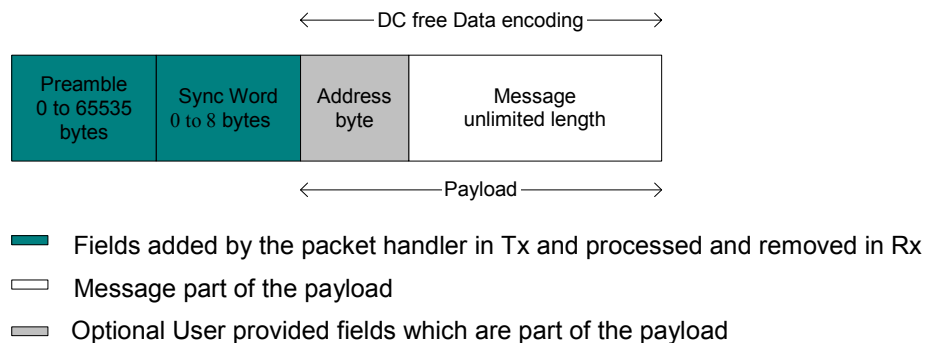 DC free Data encoding
Preamble
0 to 65535
bytes
Sync Word
0 to 8 bytes
Address
byte
Message
unlimited length
Payload
Fields added by the packet handler in Tx and processed and removed in Rx
Message part of the payload
Optional User provided fields which are part of the payload